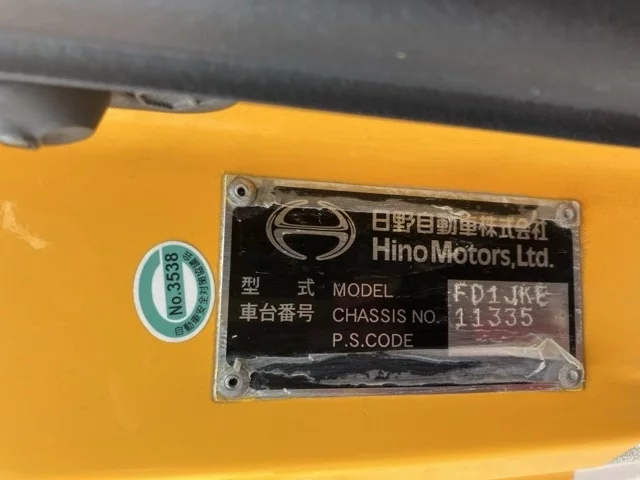 日野自動車株式会社
Hino Motors, Ltd.
型 式 MODEL FD1JKE
車台番号 CHASSIS NO. 11335
P.S.CODE
No.3538